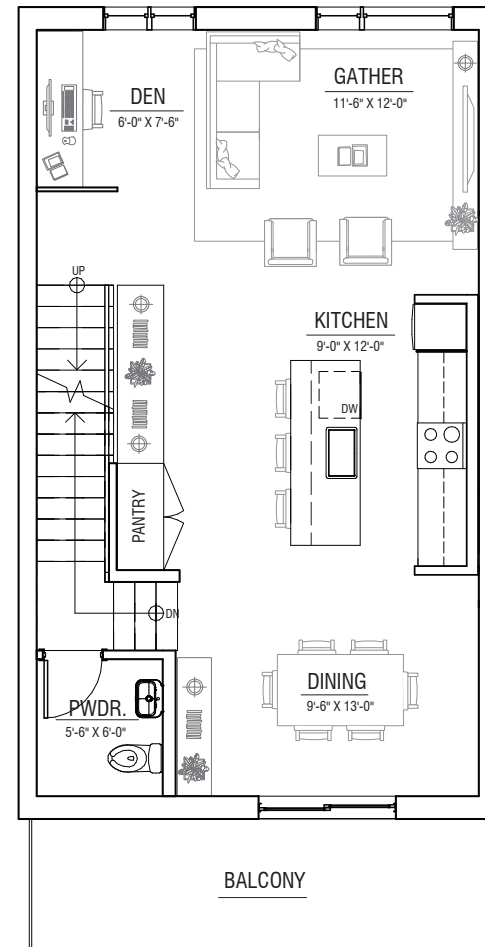 DEN
6'-0" X 7'-6"
GATHER
11'-6" X 12'-0"
UP
KITCHEN
9'-0" X 12'-0"
DW
PANTRY
DN
DINING
9'-6" X 13'-0"
PWDR.
5'-6" X 6'-0"
BALCONY